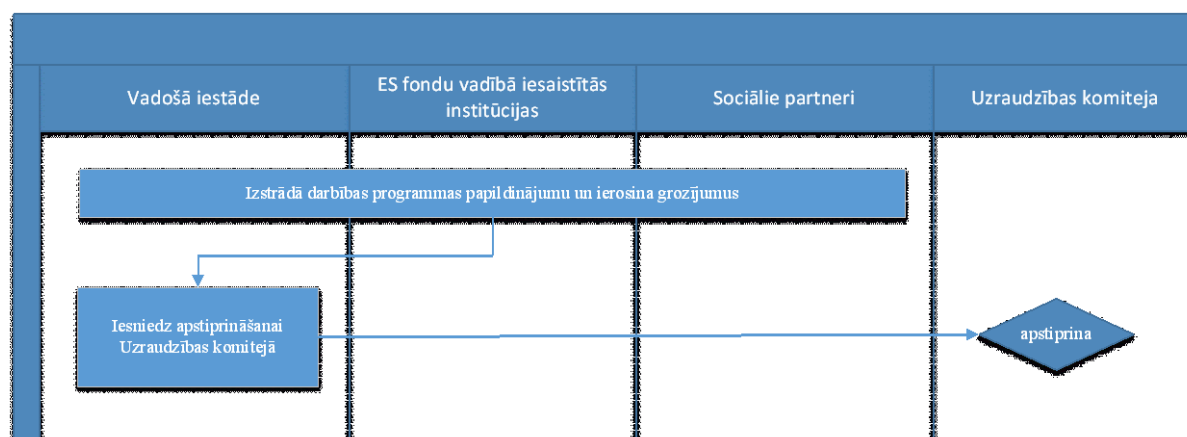 Vadošā iestāde
ES fondu vadībā iesaistītās
institūcijas
Sociālie partneri
Uzraudzības komiteja
Izstrādā darbības programmas papildinājumu un ierosina grozījumus
Iesniedz apstiprināšanai
Uzraudzības komitejā
apstiprina